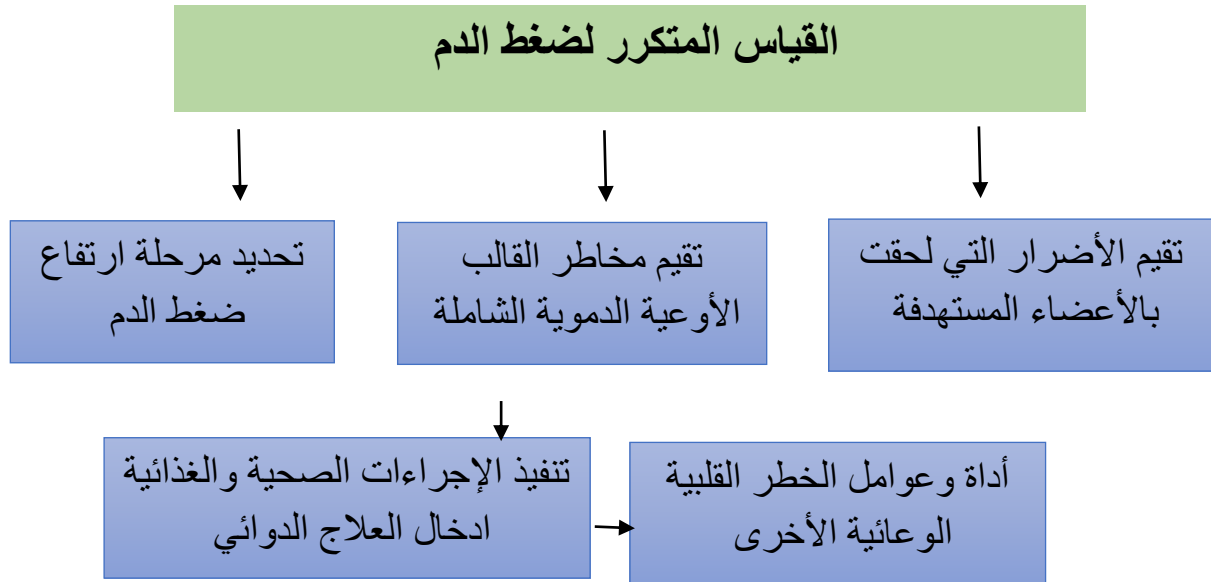 القياس المتكرر لضغط الدم
تقيم الأضرار التي لحقت
بالأعضاء المستهدفة
تقيم مخاطر القالب
الأوعية الدموية الشاملة
تحديد مرحلة ارتفاع
ضغط الدم
تنفيذ الإجراءات الصحية والغذائية
ادخال العلاج الدوائي
أداة وعوامل الخطر القلبية
الوعائية الأخرى